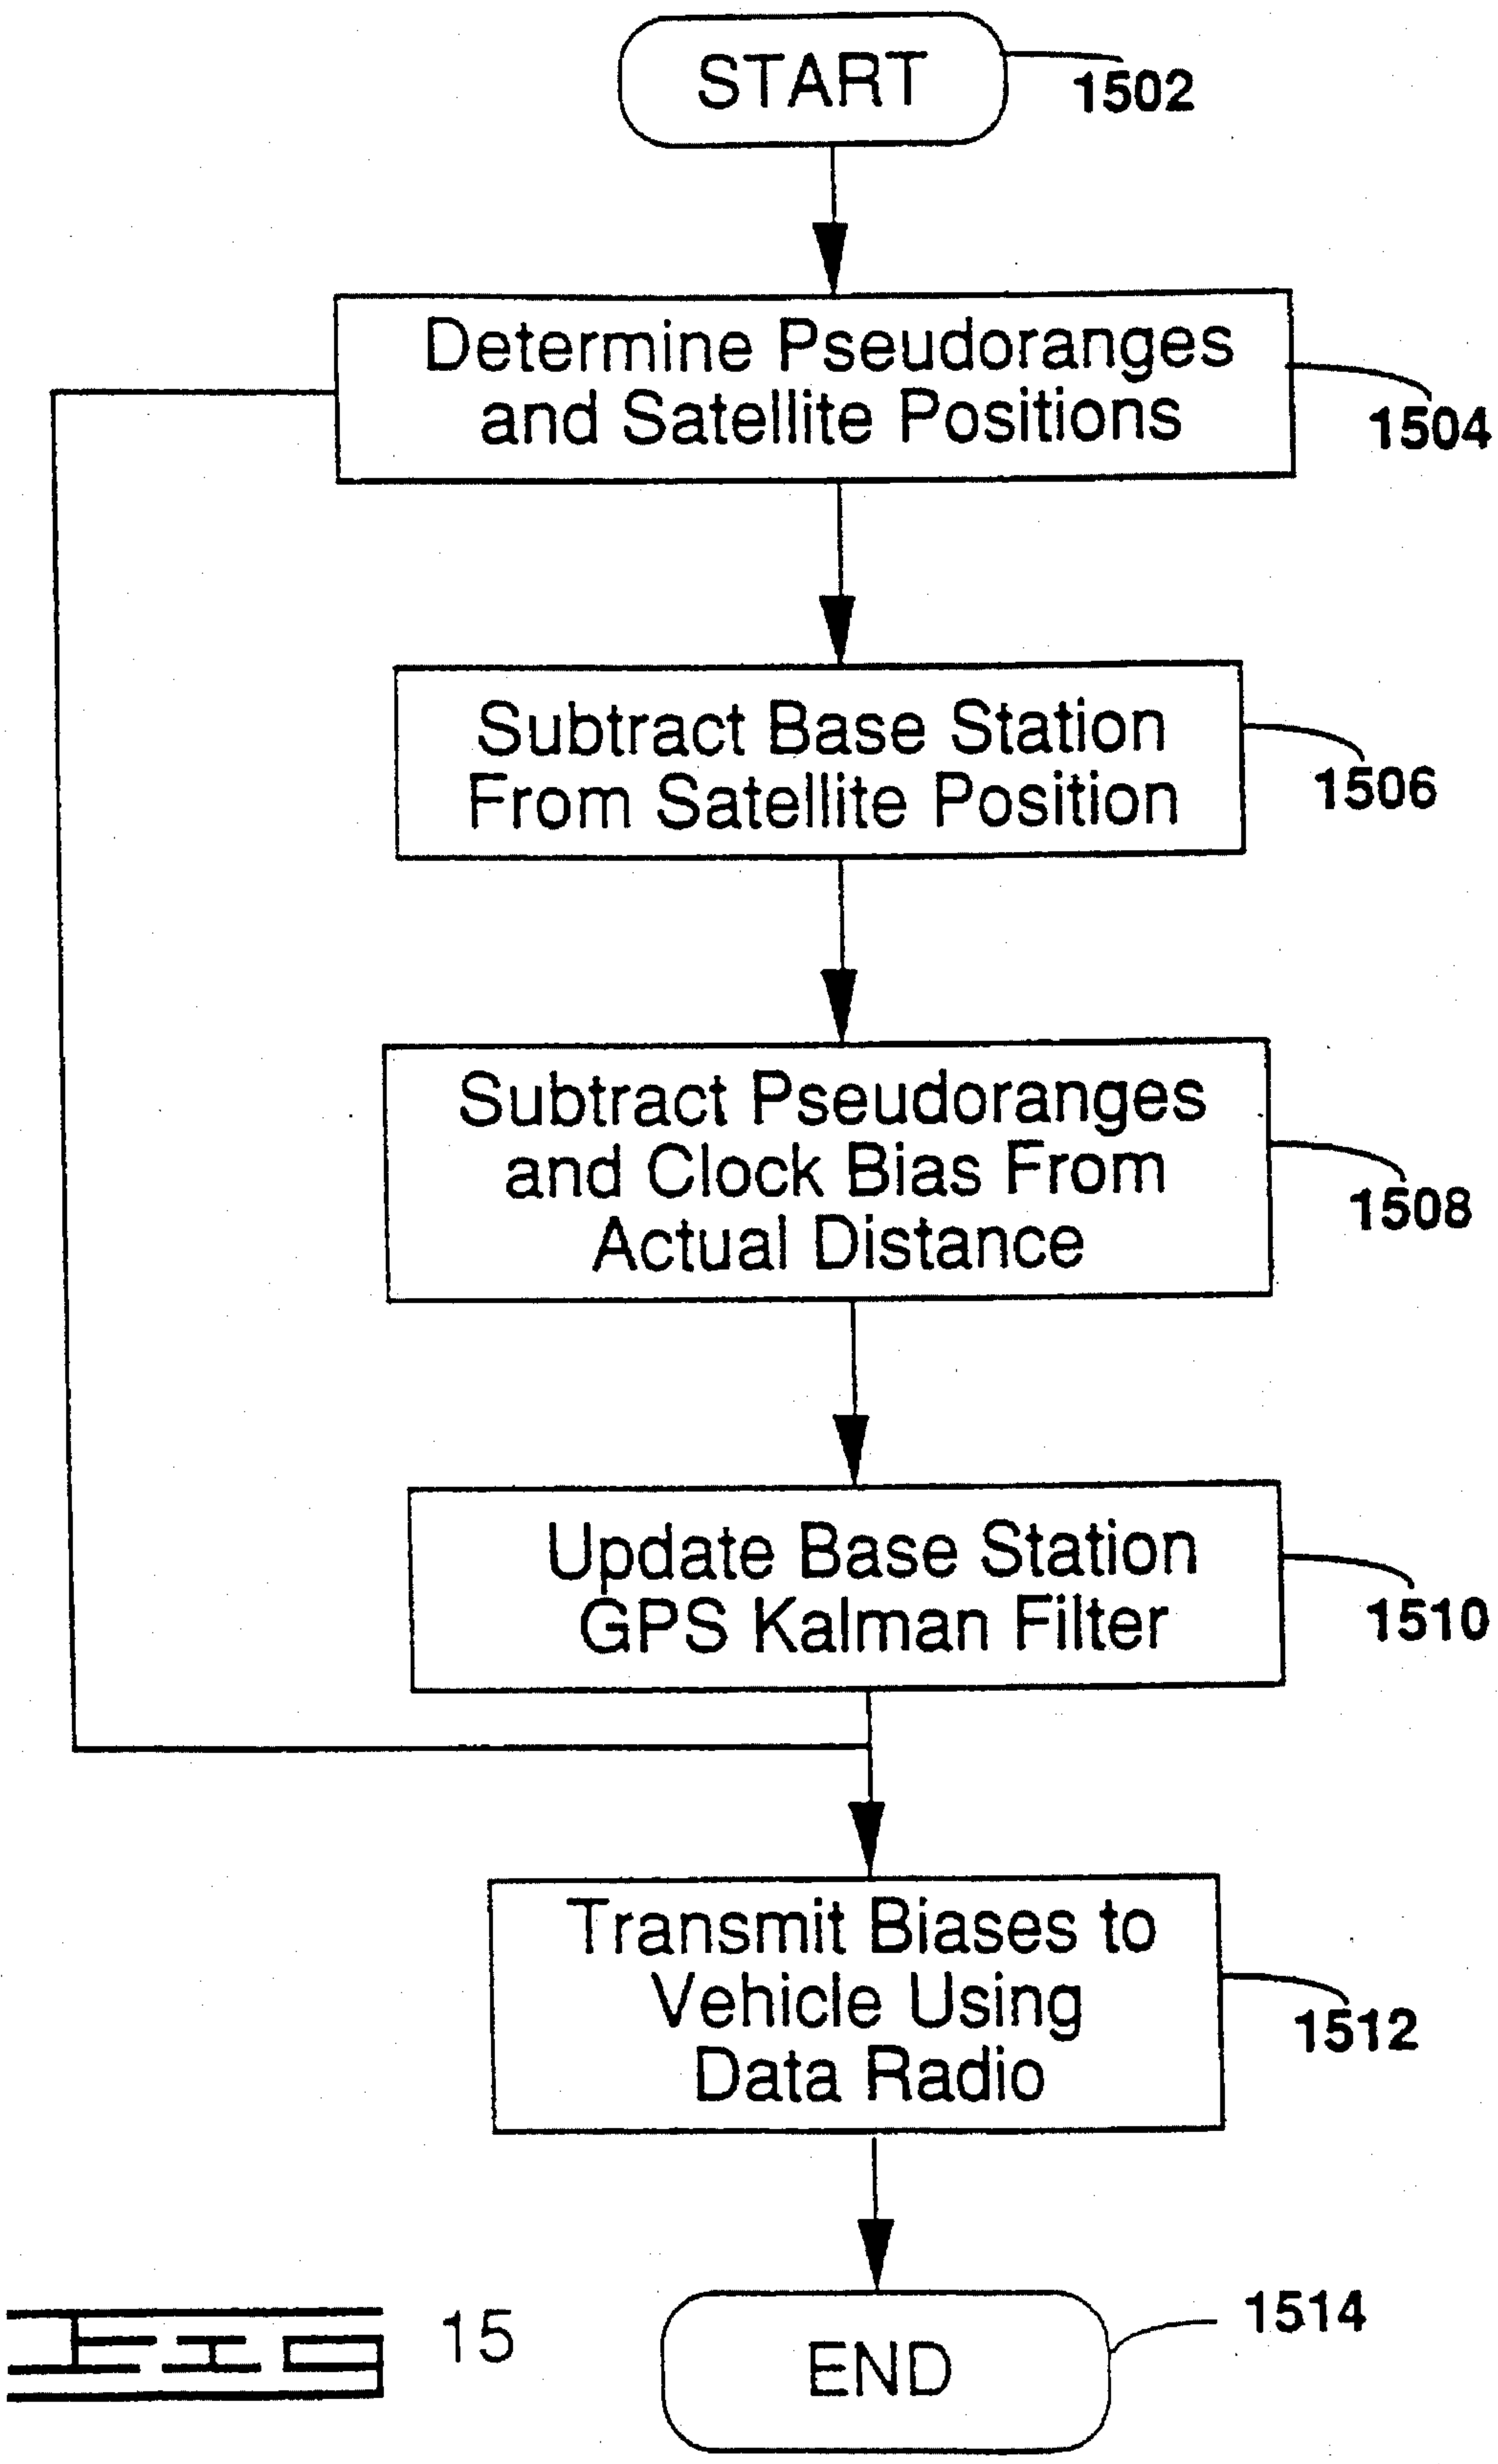 START
1502
Determine Pseudoranges
and Satellite Positions
1504
Subtract Base Station
From Satellite Position
1506
Subtract Pseudoranges
and Clock Bias From
Actual Distance
1508
Update Base Station
GPS Kalman Filter
1510
Transmit Biases to
Vehicle Using
Data Radio
1512
END
1514
FIG 15